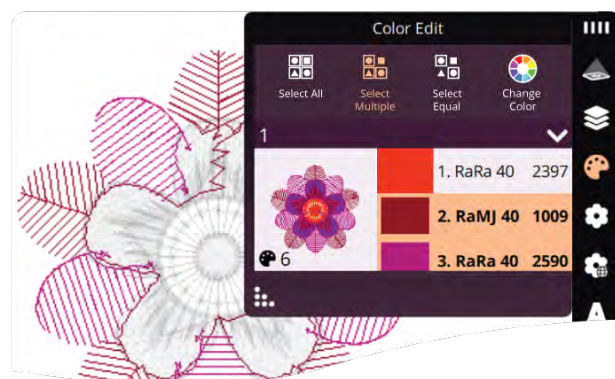 Color Edit
Select All
Select Multiple
Select Equal
Change Color
1
1. RaRa 40 2397
2. RaMJ 40 1009
3. RaRa 40 2590
6
A